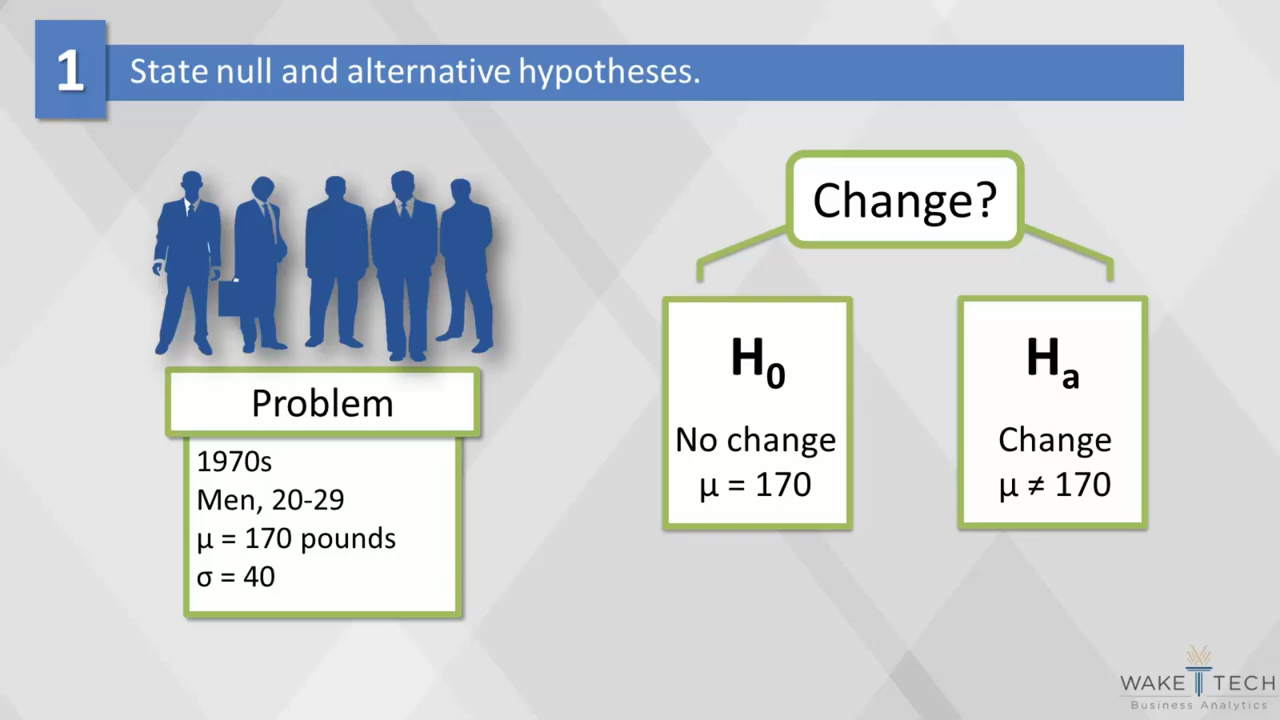 1
State null and alternative hypotheses.
Problem
1970s
Men, 20-29
μ = 170 pounds
σ = 40
Change?
H₀
No change
μ = 170
Hₐ
Change
μ ≠ 170
WAKE TECH
Business Analytics